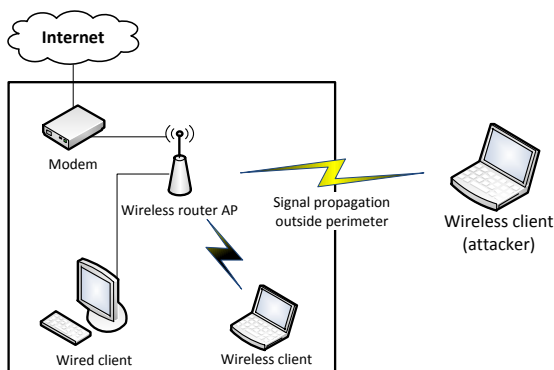 Internet
Modem
Wireless router AP
Signal propagation
outside perimeter
Wireless client
(attacker)
Wired client
Wireless client